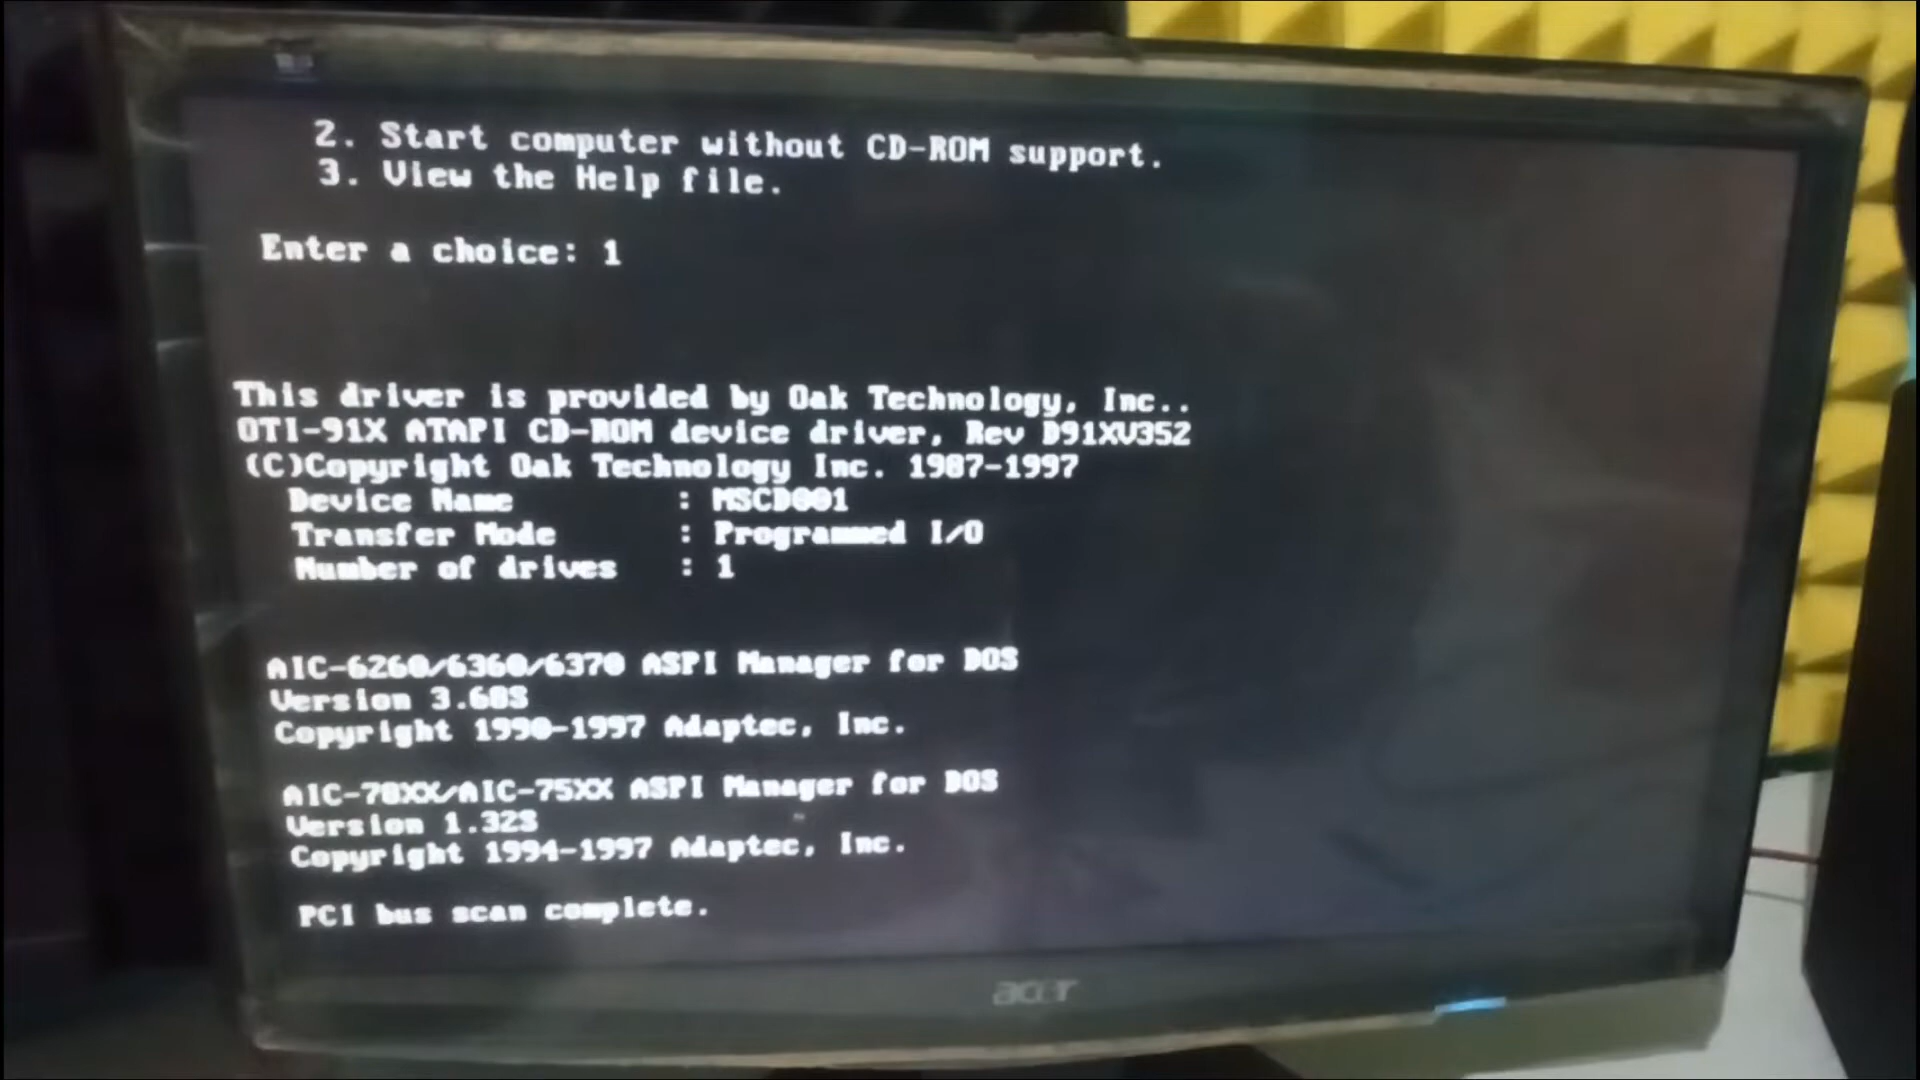 2. Start computer without CD-ROM support.
3. View the Help file.
Enter a choice: 1
This driver is provided by Oak Technology, Inc..
OTI-91X ATAPI CD-ROM device driver, Rev D91XV352
(C)Copyright Oak Technology Inc. 1987-1997
Device Name : MSCD001
Transfer Mode : Programmed I/O
Number of drives : 1
AIC-6260/6360/6370 ASPI Manager for DOS
Version 3.68S
Copyright 1990-1997 Adaptec, Inc.
AIC-78XX/AIC-75XX ASPI Manager for DOS
Version 1.32S
Copyright 1994-1997 Adaptec, Inc.
PCI bus scan complete.
acer